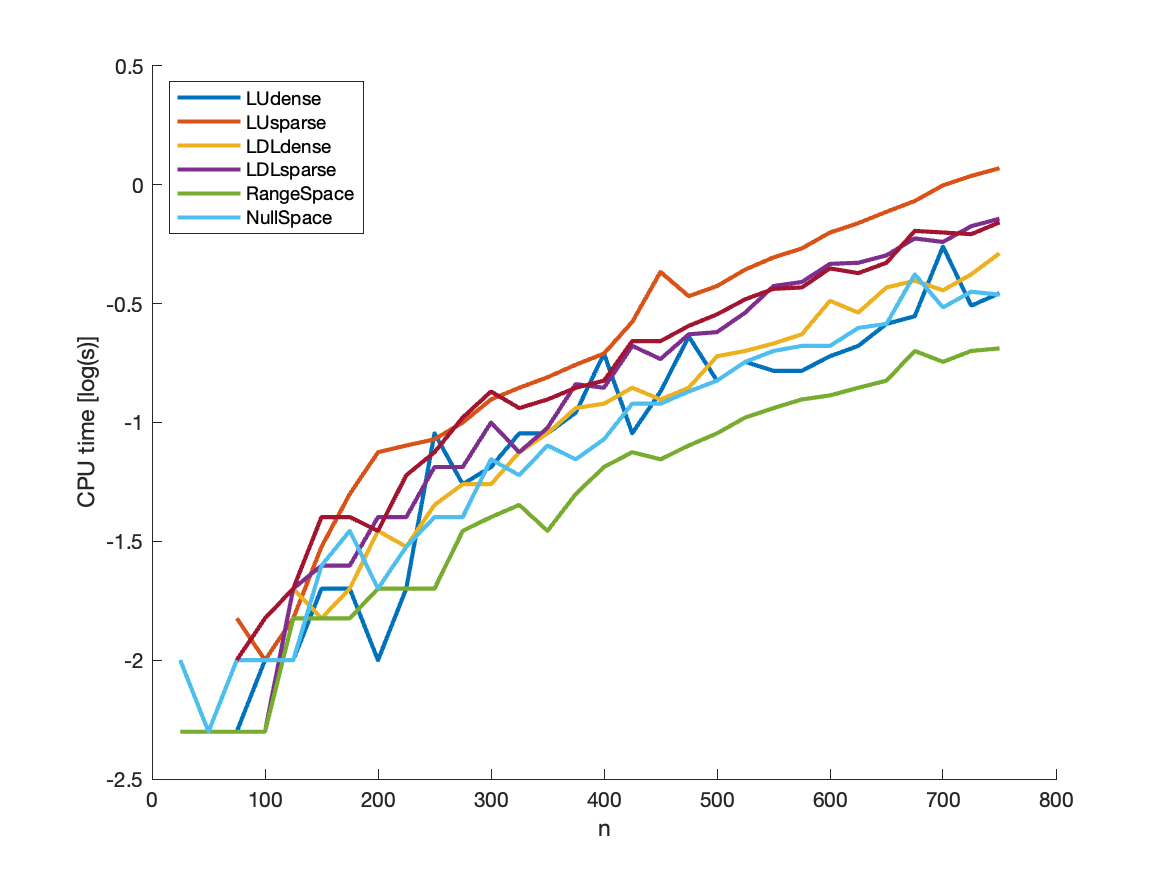 0.5
0
-0.5
-1
-1.5
-2
-2.5
CPU time [log(s)]
LUdense
LUsparse
LDLdense
LDLsparse
RangeSpace
NullSpace
0 100 200 300 400 500 600 700 800
n